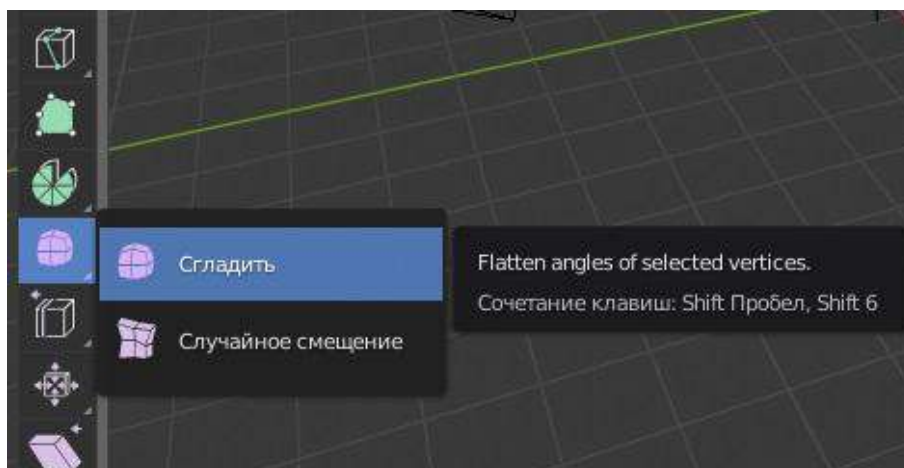 Сгладить
Случайное смещение
Flatten angles of selected vertices.
Сочетание клавиш: Shift Пробел, Shift 6